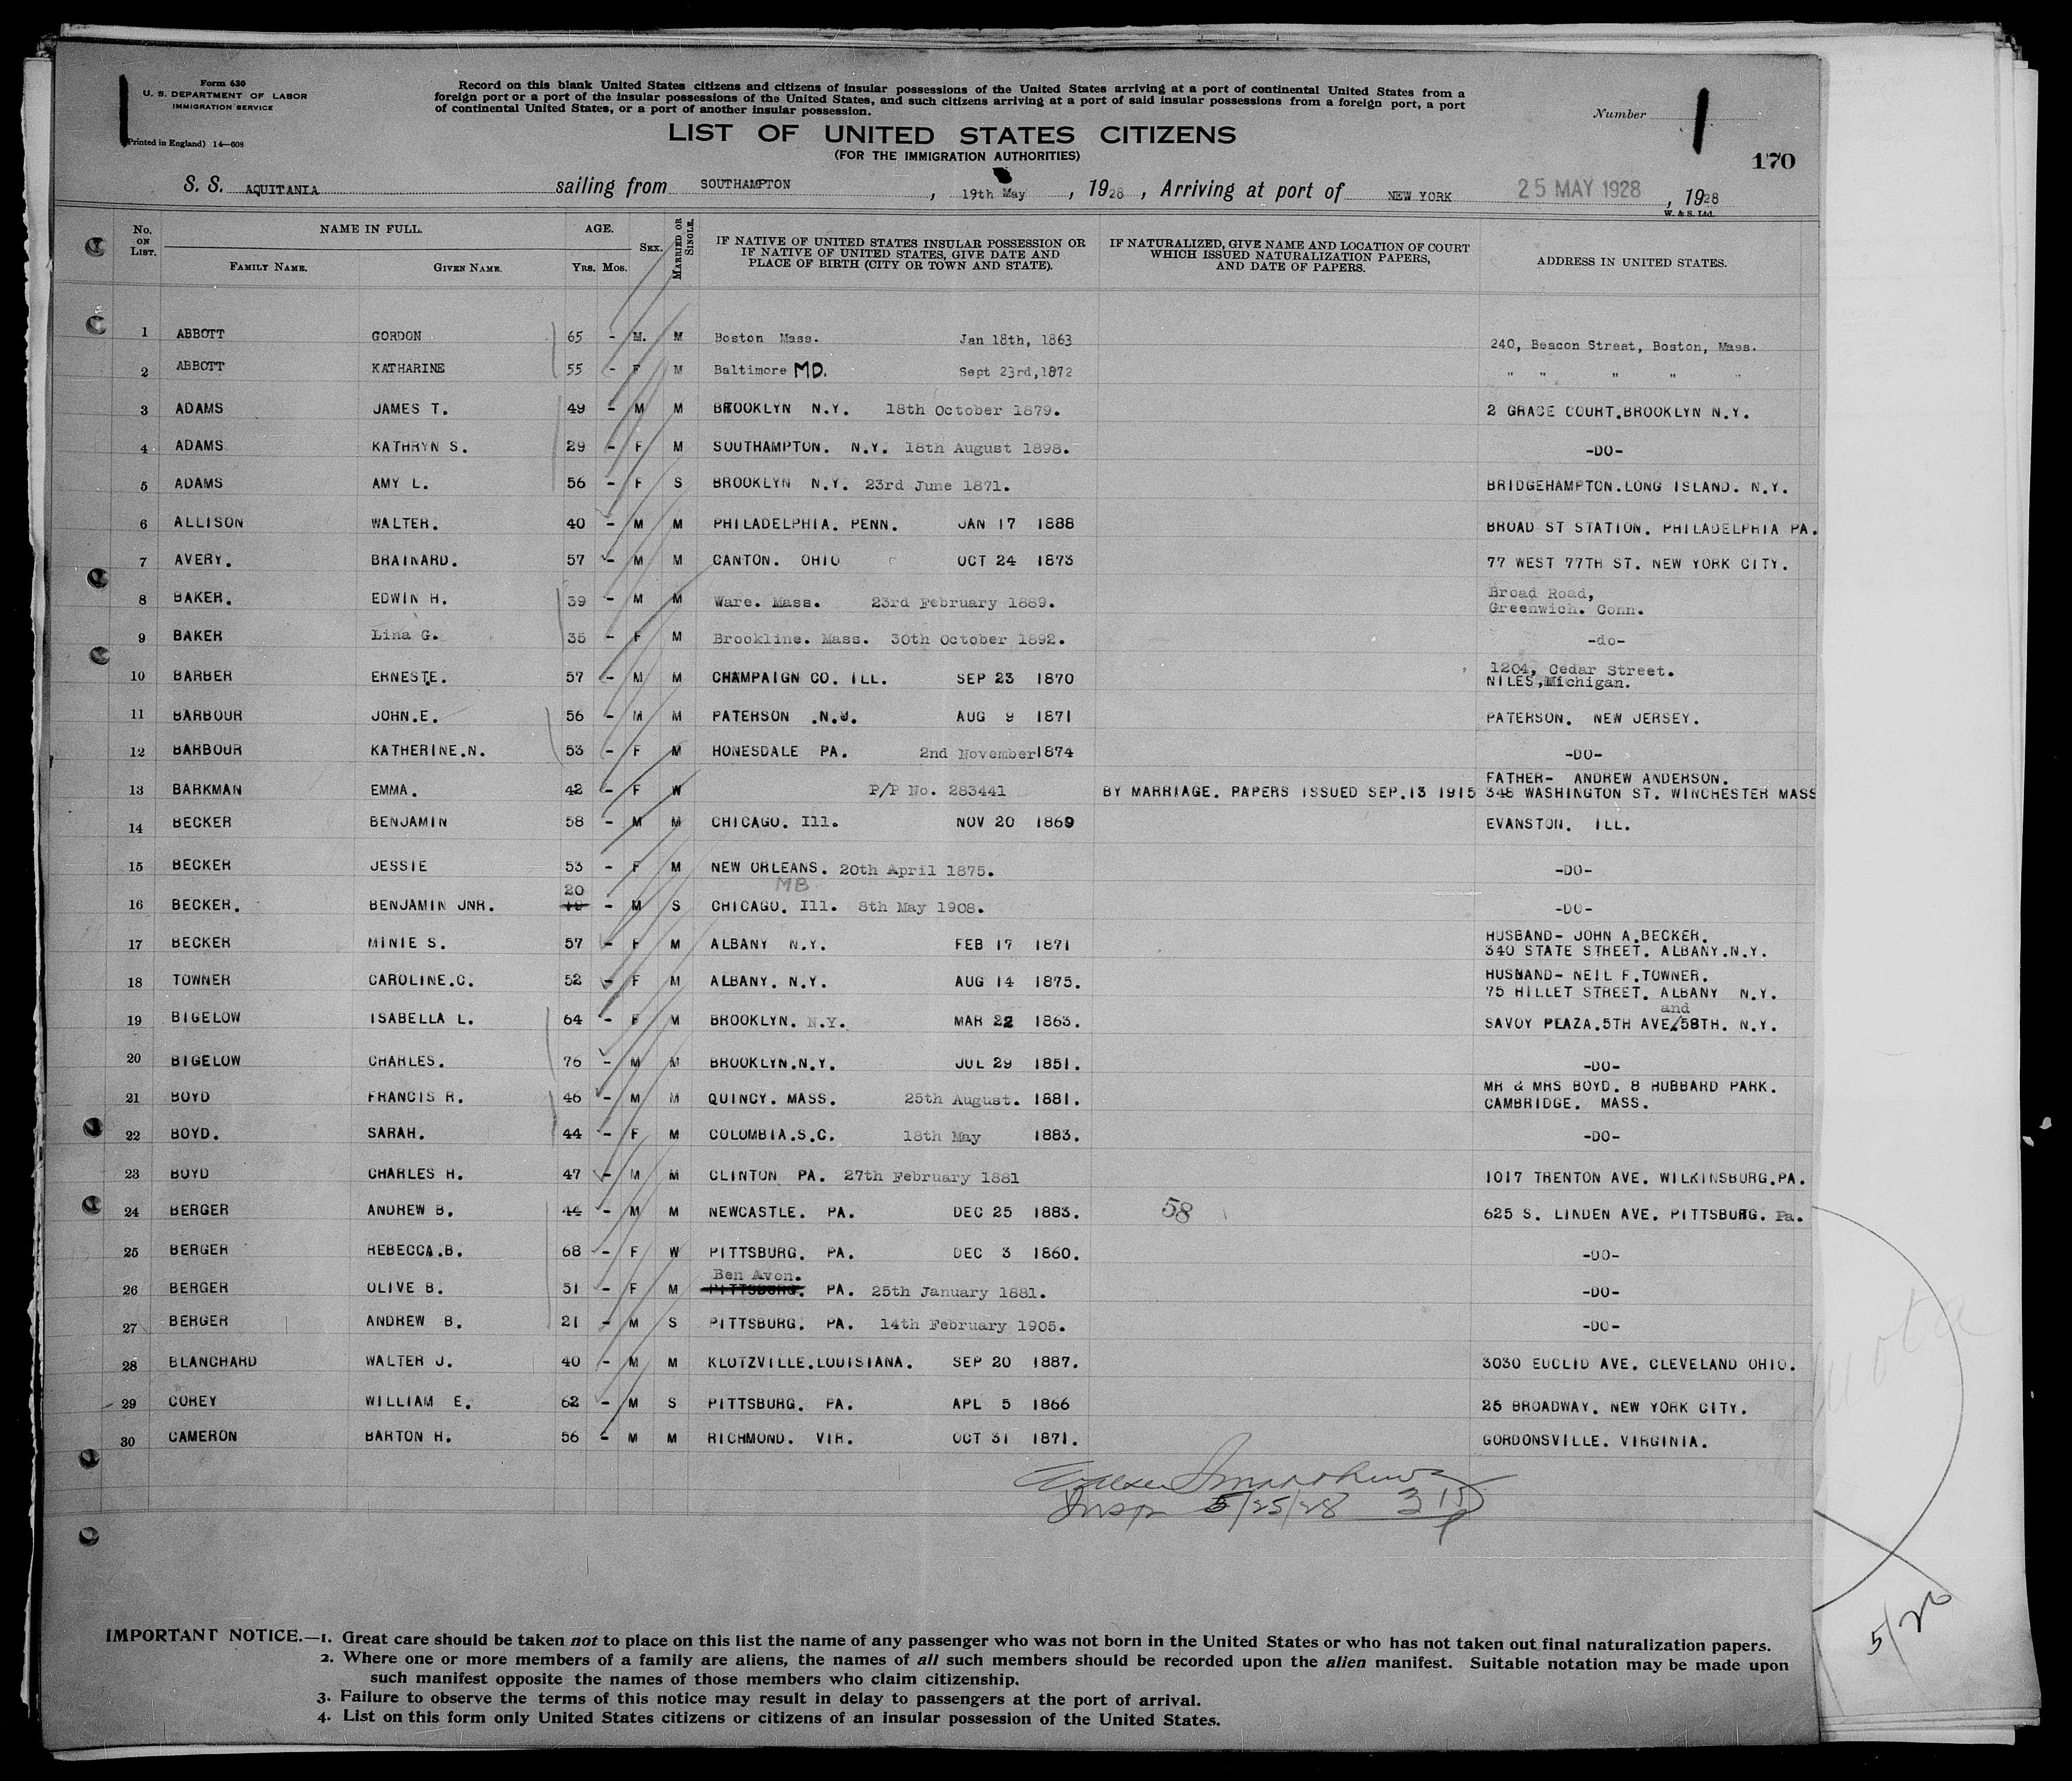 Form 630
U. S. DEPARTMENT OF LABOR
IMMIGRATION SERVICE
(Printed in England) 14—608
Record on this blank United States citizens and citizens of insular possessions of the United States arriving at a port of continental United States from a
foreign port or a port of the insular possessions of the United States, and such citizens arriving at a port of said insular possessions from a foreign port, a port
of continental United States, or a port of another insular possession.
Number 1
LIST OF UNITED STATES CITIZENS
(FOR THE IMMIGRATION AUTHORITIES)
170
S. S. AQUITANIA sailing from SOUTHAMPTON, 19th May, 1928, Arriving at port of NEW YORK 25 MAY 1928, 1928
W. & S. Ltd.
No. ON LIST. NAME IN FULL. FAMILY NAME. GIVEN NAME. AGE. YRS. MOS. SEX. MARRIED OR SINGLE. IF NATIVE OF UNITED STATES INSULAR POSSESSION OR IF NATIVE OF UNITED STATES, GIVE DATE AND PLACE OF BIRTH (CITY OR TOWN AND STATE). IF NATURALIZED, GIVE NAME AND LOCATION OF COURT WHICH ISSUED NATURALIZATION PAPERS, AND DATE OF PAPERS. ADDRESS IN UNITED STATES.
1 ABBOTT GORDON 65 - M. M Boston Mass. Jan 18th, 1863 240, Beacon Street, Boston, Mass.
2 ABBOTT KATHARINE 55 - F M Baltimore MD. Sept 23rd, 1872 " " " " "
3 ADAMS JAMES T. 49 - M M BROOKLYN N.Y. 18th October 1879. 2 GRACE COURT.BROOKLYN N.Y.
4 ADAMS KATHRYN S. 29 - F M SOUTHAMPTON. N.Y. 18th August 1898. -DO-
5 ADAMS AMY L. 56 - F S BROOKLYN N.Y. 23rd June 1871. BRIDGEHAMPTON.LONG ISLAND. N.Y.
6 ALLISON WALTER. 40 - M M PHILADELPHIA. PENN. JAN 17 1888 BROAD ST STATION. PHILADELPHIA PA.
7 AVERY. BRAINARD. 57 - M M CANTON. OHIO OCT 24 1873 77 WEST 77TH ST. NEW YORK CITY.
8 BAKER. EDWIN H. 39 - M M Ware. Mass. 23rd February 1889. Broad Road,
Greenwich. Conn.
9 BAKER Lina G. 35 - F M Brookline. Mass. 30th October 1892. -do-
10 BARBER ERNEST.E. 57 - M M CHAMPAIGN CO. ILL. SEP 23 1870 1204, Cedar Street.
NILES, Michigan.
11 BARBOUR JOHN.E. 56 - M M PATERSON .N.J. AUG 9 1871 PATERSON. NEW JERSEY.
12 BARBOUR KATHERINE.N. 53 - F M HONESDALE PA. 2nd November 1874 -DO-
13 BARKMAN EMMA. 42 - F W P/P No. 283441 BY MARRIAGE. PAPERS ISSUED SEP.13 1915 FATHER- ANDREW ANDERSON.
348 WASHINGTON ST. WINCHESTER MASS
14 BECKER BENJAMIN 58 - M M CHICAGO. Ill. NOV 20 1869 EVANSTON. ILL.
15 BECKER JESSIE 53 - F M NEW ORLEANS. 20th April 1875. -DO-
20 MB
16 BECKER. BENJAMIN JNR. - M S CHICAGO. Ill. 8th May 1908. -DO-
17 BECKER MINIE S. 57 - F M ALBANY N.Y. FEB 17 1871 HUSBAND- JOHN A.BECKER.
340 STATE STREET. ALBANY.N.Y.
18 TOWNER CAROLINE.C. 52 - F M ALBANY. N.Y. AUG 14 1875. HUSBAND- NEIL F.TOWNER.
75 HILLET STREET. ALBANY N.Y.
19 BIGELOW ISABELLA L. 64 - F M BROOKLYN. N.Y. MAR 22 1863. and
SAVOY PLAZA.5TH AVE/58TH. N.Y.
20 BIGELOW CHARLES. 76 - M M BROOKLYN.N.Y. JUL 29 1851. -DO-
21 BOYD FRANCIS R. 46 - M M QUINCY. MASS. 25th August. 1881. MR & MRS BOYD. 8 HUBBARD PARK.
CAMBRIDGE. MASS.
22 BOYD. SARAH. 44 - F M COLOMBIA.S.C. 18th May 1883. -DO-
23 BOYD CHARLES H. 47 - M M CLINTON PA. 27th February 1881 1017 TRENTON AVE. WILKINSBURG.PA.
24 BERGER ANDREW B. 44 - M M NEWCASTLE. PA. DEC 25 1883. 58 625 S. LINDEN AVE. PITTSBURG. Pa.
25 BERGER REBECCA.B. 68 - F W PITTSBURG. PA. DEC 3 1860. -DO-
Ben Avon.
26 BERGER OLIVE B. 51 - F M PITTSBURG. PA. 25th January 1881. -DO-
27 BERGER ANDREW B. 21 - M S PITTSBURG. PA. 14th February 1905. -DO-
28 BLANCHARD WALTER J. 40 - M M KLOTZVILLE.LOUISIANA. SEP 20 1887. 3030 EUCLID AVE. CLEVELAND OHIO.
29 COREY WILLIAM E. 62 - M S PITTSBURG. PA. APL 5 1866 25 BROADWAY. NEW YORK CITY.
30 CAMERON BARTON H. 56 - M M RICHMOND. VIR. OCT 31 1871. GORDONSVILLE. VIRGINIA.
Insp 5/25/28
5/26
IMPORTANT NOTICE.—1. Great care should be taken not to place on this list the name of any passenger who was not born in the United States or who has not taken out final naturalization papers.
2. Where one or more members of a family are aliens, the names of all such members should be recorded upon the alien manifest. Suitable notation may be made upon
such manifest opposite the names of those members who claim citizenship.
3. Failure to observe the terms of this notice may result in delay to passengers at the port of arrival.
4. List on this form only United States citizens or citizens of an insular possession of the United States.